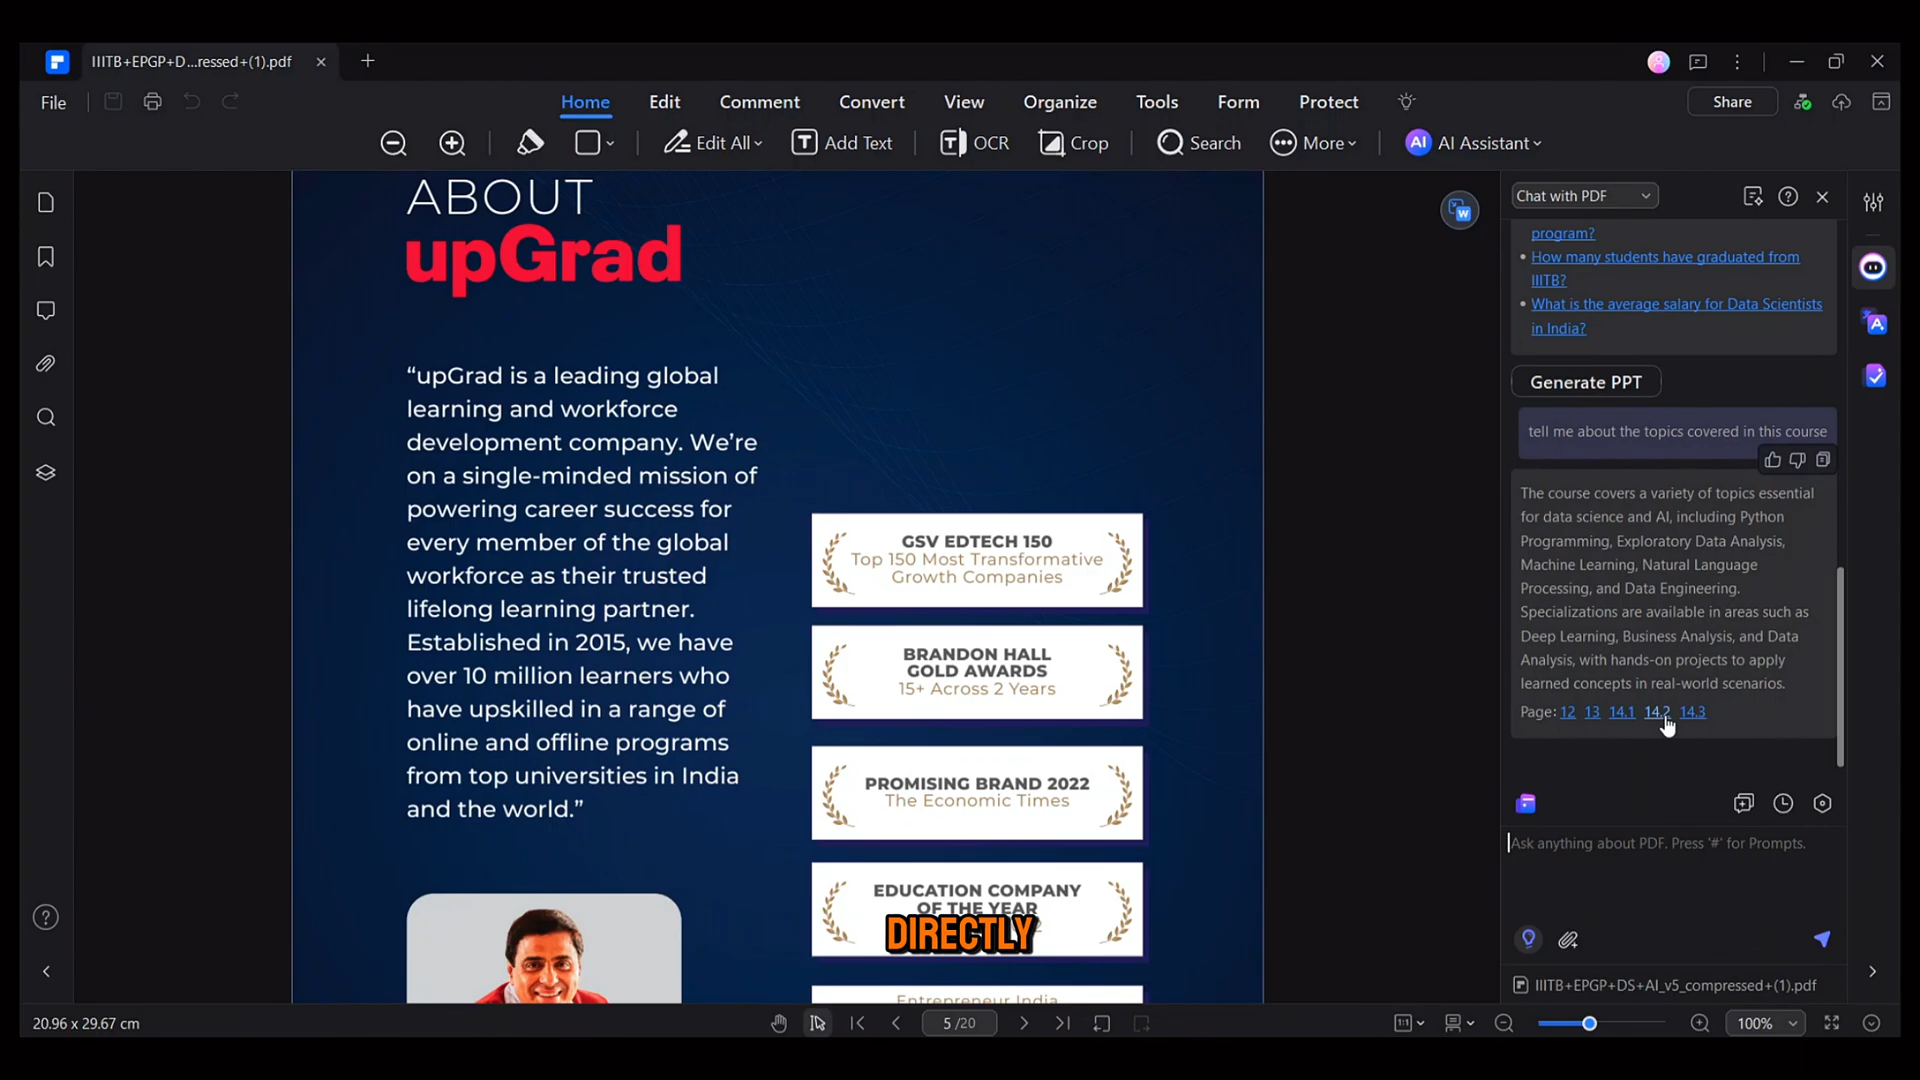 IIITB+EPGP+D...ressed+(1).pdf
File
Home
Edit
Comment
Convert
View
Organize
Tools
Form
Protect
Share
Edit All
Add Text
OCR
Crop
Search
More
AI Assistant
ABOUT
upGrad
“upGrad is a leading global
learning and workforce
development company. We’re
on a single-minded mission of
powering career success for
every member of the global
workforce as their trusted
lifelong learning partner.
Established in 2015, we have
over 10 million learners who
have upskilled in a range of
online and offline programs
from top universities in India
and the world.”
GSV EDTECH 150
Top 150 Most Transformative
Growth Companies
BRANDON HALL
GOLD AWARDS
15+ Across 2 Years
PROMISING BRAND 2022
The Economic Times
EDUCATION COMPANY
OF THE YEAR
DIRECTLY
Entrepreneur India
Chat with PDF
program?
How many students have graduated from
IIITB?
What is the average salary for Data Scientists
in India?
Generate PPT
tell me about the topics covered in this course
The course covers a variety of topics essential
for data science and AI, including Python
Programming, Exploratory Data Analysis,
Machine Learning, Natural Language
Processing, and Data Engineering.
Specializations are available in areas such as
Deep Learning, Business Analysis, and Data
Analysis, with hands-on projects to apply
learned concepts in real-world scenarios.
Page: 12 13 14.1 14.2 14.3
Ask anything about PDF. Press '#' for Prompts.
IIITB+EPGP+DS+AI_v5_compressed+(1).pdf
20.96 x 29.67 cm
5 /20
100%